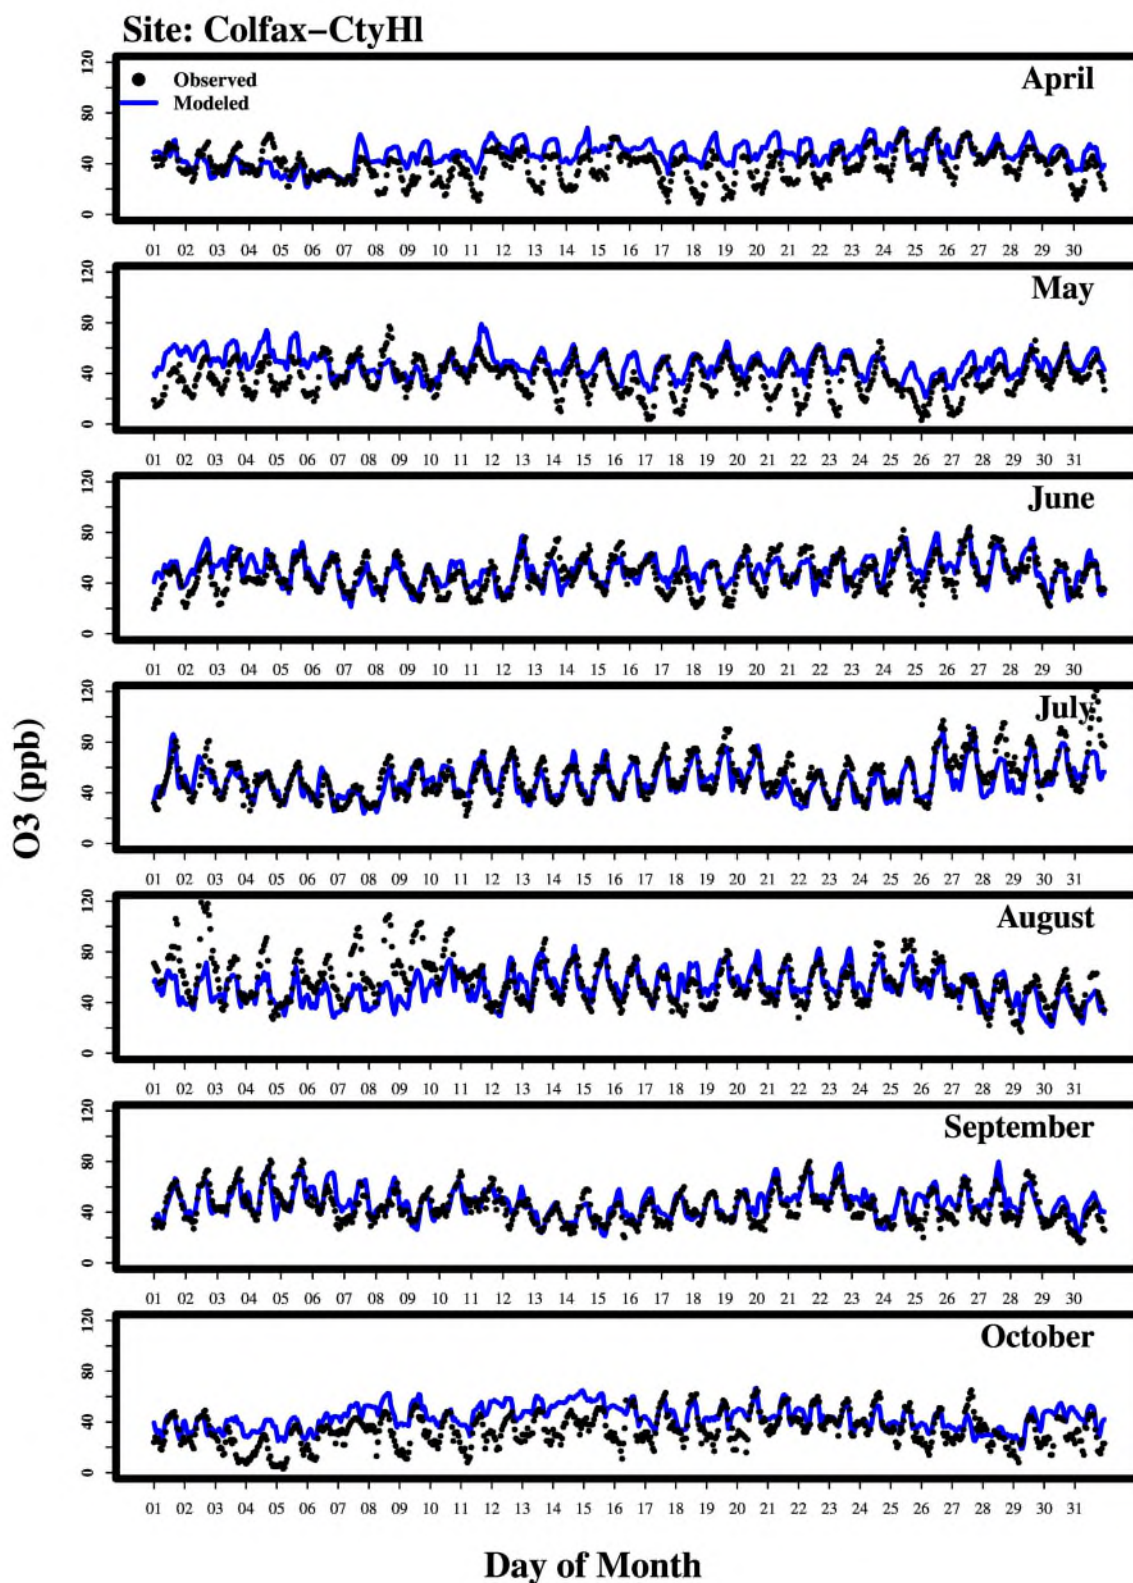 Site: Colfax−CtyHl
Observed
Modeled
April
0 40 80 120
01 02 03 04 05 06 07 08 09 10 11 12 13 14 15 16 17 18 19 20 21 22 23 24 25 26 27 28 29 30
May
0 40 80 120
01 02 03 04 05 06 07 08 09 10 11 12 13 14 15 16 17 18 19 20 21 22 23 24 25 26 27 28 29 30 31
June
0 40 80 120
01 02 03 04 05 06 07 08 09 10 11 12 13 14 15 16 17 18 19 20 21 22 23 24 25 26 27 28 29 30
July
0 40 80 120
01 02 03 04 05 06 07 08 09 10 11 12 13 14 15 16 17 18 19 20 21 22 23 24 25 26 27 28 29 30 31
O3 (ppb)
August
0 40 80 120
01 02 03 04 05 06 07 08 09 10 11 12 13 14 15 16 17 18 19 20 21 22 23 24 25 26 27 28 29 30 31
September
0 40 80 120
01 02 03 04 05 06 07 08 09 10 11 12 13 14 15 16 17 18 19 20 21 22 23 24 25 26 27 28 29 30
October
0 40 80 120
01 02 03 04 05 06 07 08 09 10 11 12 13 14 15 16 17 18 19 20 21 22 23 24 25 26 27 28 29 30 31
Day of Month